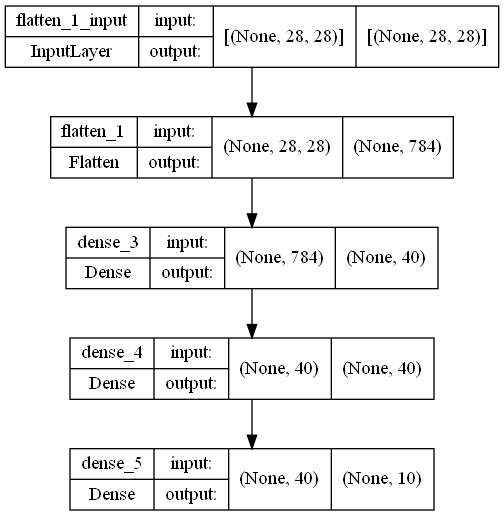 flatten_1_input input: [(None, 28, 28)] [(None, 28, 28)]
InputLayer output:
flatten_1 input: (None, 28, 28) (None, 784)
Flatten output:
dense_3 input: (None, 784) (None, 40)
Dense output:
dense_4 input: (None, 40) (None, 40)
Dense output:
dense_5 input: (None, 40) (None, 10)
Dense output: